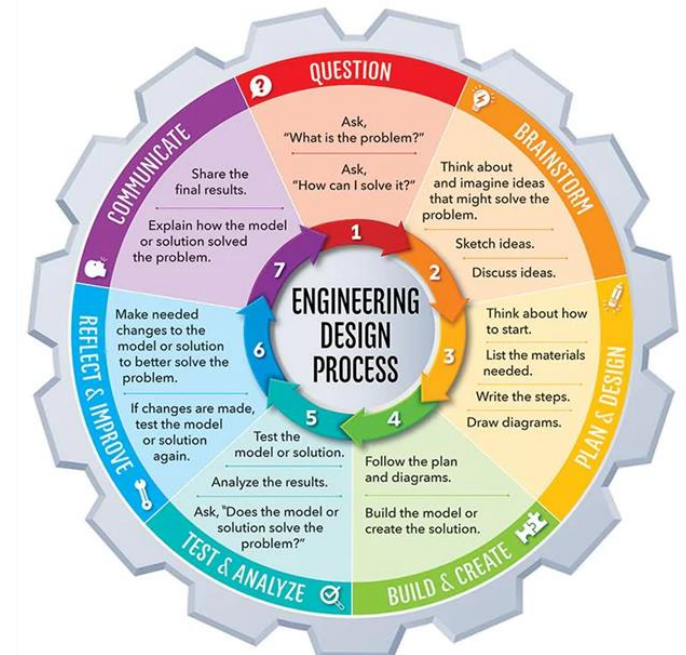 ENGINEERING
DESIGN
PROCESS
1
QUESTION
Ask,
“What is the problem?”
Ask,
“How can I solve it?”
2
BRAINSTORM
Think about
and imagine ideas
that might solve the
problem.
Sketch ideas.
Discuss ideas.
3
PLAN & DESIGN
Think about how
to start.
List the materials
needed.
Write the steps.
Draw diagrams.
4
BUILD & CREATE
Follow the plan
and diagrams.
Build the model or
create the solution.
5
TEST & ANALYZE
Test the
model or solution.
Analyze the results.
Ask, "Does the model or
solution solve the
problem?”
6
REFLECT & IMPROVE
Make needed
changes to the
model or solution
to better solve the
problem.
If changes are made,
test the model
or solution
again.
7
COMMUNICATE
Share the
final results.
Explain how the model
or solution solved
the problem.
?